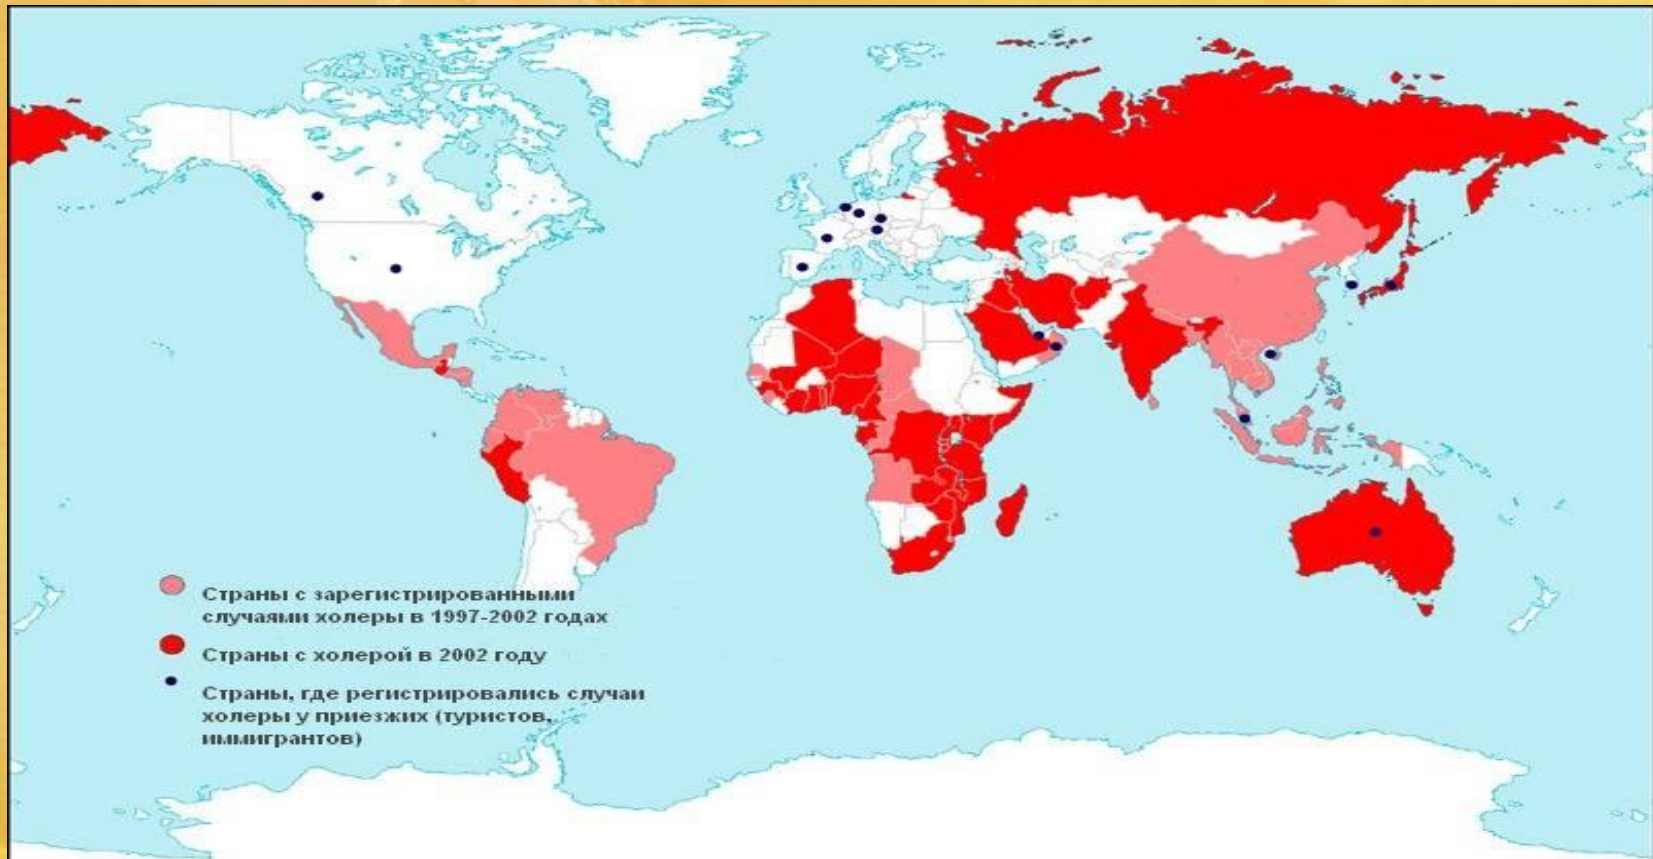 Страны с зарегистрированными
случаями холеры в 1997-2002 годах
Страны с холерой в 2002 году
Страны, где регистрировались случаи
холеры у приезжих (туристов,
иммигрантов)